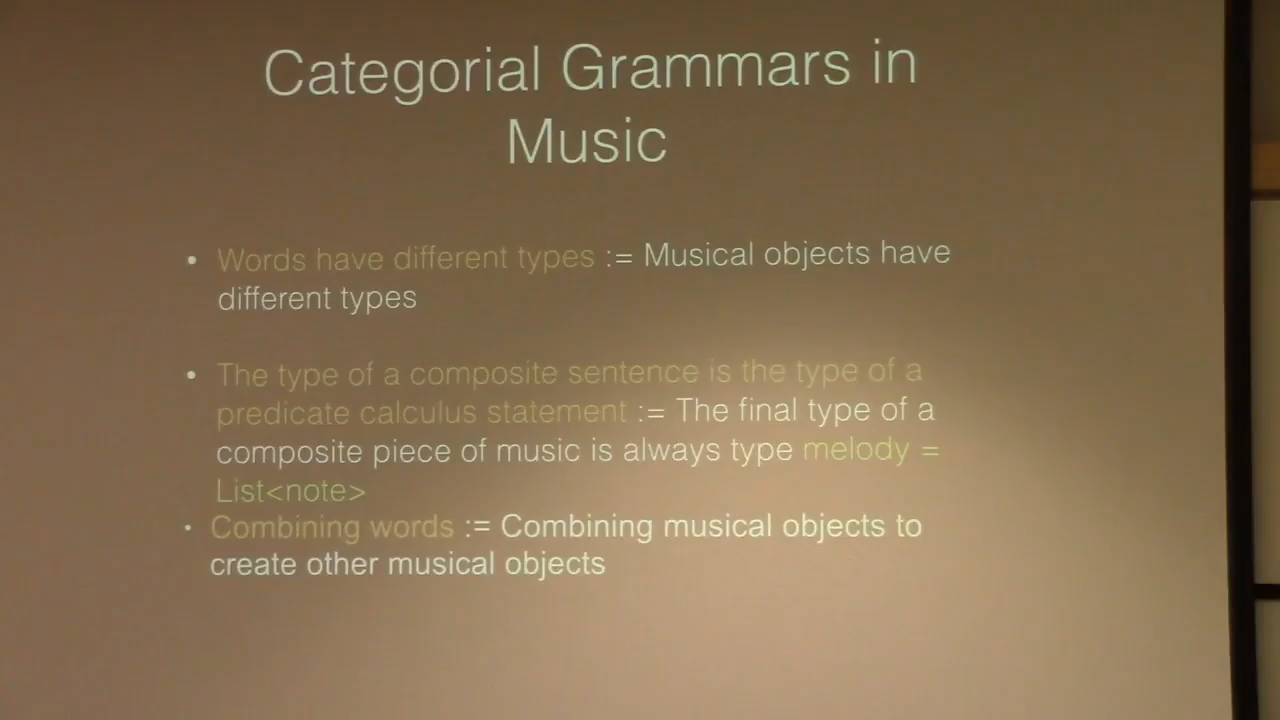 Categorial Grammars in
Music
• Words have different types := Musical objects have
different types
• The type of a composite sentence is the type of a
predicate calculus statement := The final type of a
composite piece of music is always type melody =
List<note>
• Combining words := Combining musical objects to
create other musical objects